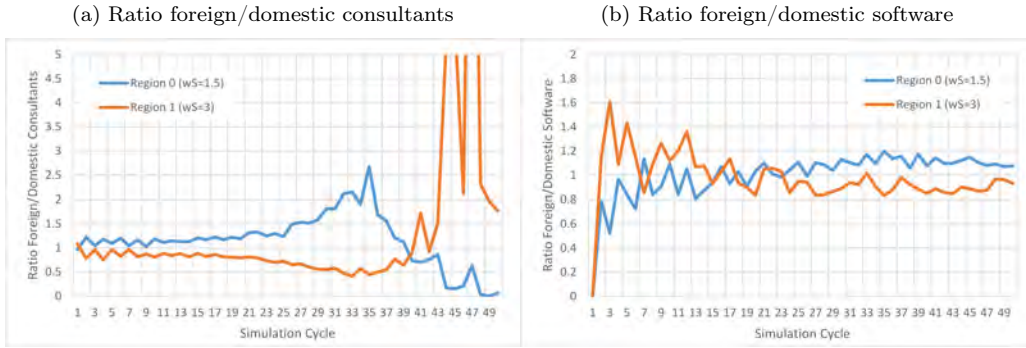 (a) Ratio foreign/domestic consultants
(b) Ratio foreign/domestic software
Ratio Foreign/Domestic Consultants
5
4.5
4
3.5
3
2.5
2
1.5
1
0.5
0
Region 0 (wS=1.5)
Region 1 (wS=3)
1 3 5 7 9 11 13 15 17 19 21 23 25 27 29 31 33 35 37 39 41 43 45 47 49
Simulation Cycle
Ratio Foreign/Domestic Software
2
1.8
1.6
1.4
1.2
1
0.8
0.6
0.4
0.2
0
Region 0 (wS=1.5)
Region 1 (wS=3)
1 3 5 7 9 11 13 15 17 19 21 23 25 27 29 31 33 35 37 39 41 43 45 47 49
Simulation Cycle